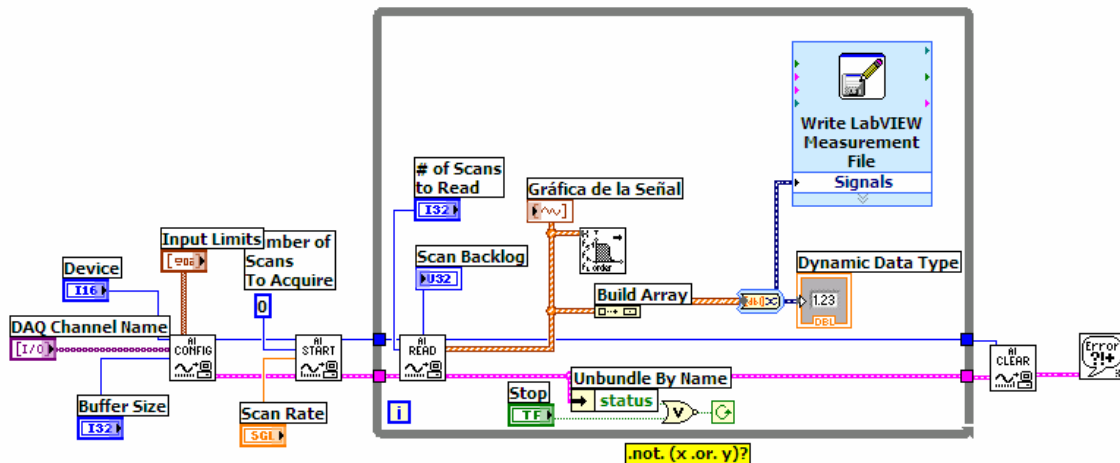 Write LabVIEW
Measurement
File
Signals
# of Scans
to Read
I32
Gráfica de la Señal
Input Limits
mber of
Scans
To Acquire
Device
I16
Scan Backlog
U32
Dynamic Data Type
0
Build Array
1.23
DBL
DAQ Channel Name
I/O
AI
CONFIG
AI
START
AI
READ
AI
CLEAR
Error
?!+
Buffer Size
I32
Scan Rate
SGL
i
Stop
TF
Unbundle By Name
status
V
.not. (x .or. y)?